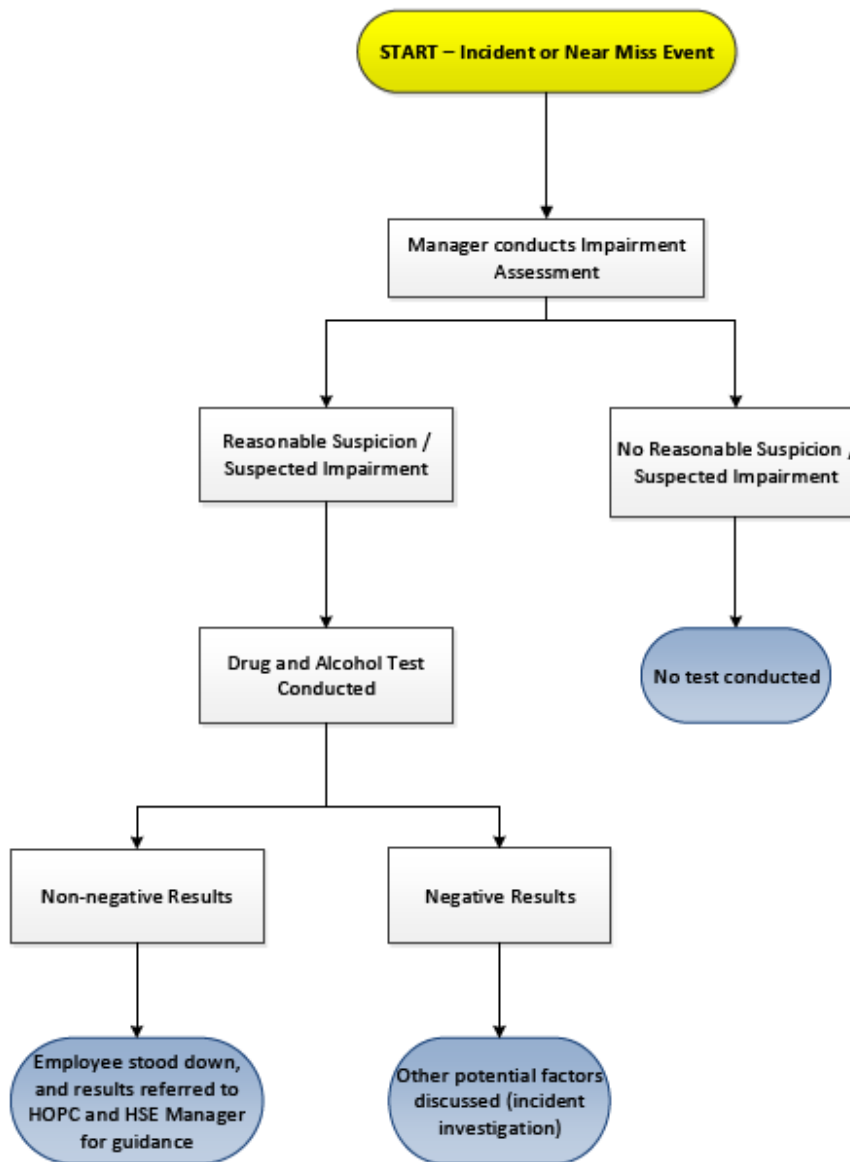 START – Incident or Near Miss Event
Manager conducts Impairment
Assessment
Reasonable Suspicion /
Suspected Impairment
No Reasonable Suspicion /
Suspected Impairment
Drug and Alcohol Test
Conducted
No test conducted
Non-negative Results
Negative Results
Employee stood down,
and results referred to
HOPC and HSE Manager
for guidance
Other potential factors
discussed (incident
investigation)